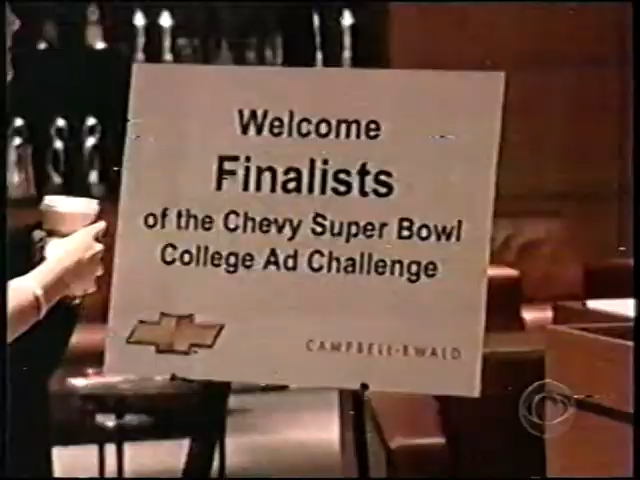 Welcome
Finalists
of the Chevy Super Bowl
College Ad Challenge
CAMPBELL-EWALD